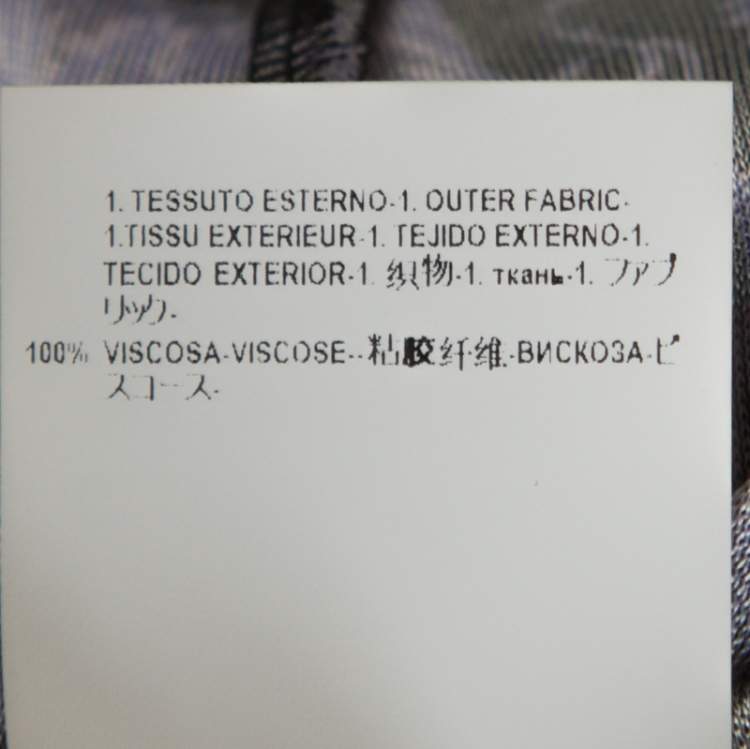 1. TESSUTO ESTERNO-1. OUTER FABRIC-
1.TISSU EXTERIEUR-1. TEJIDO EXTERNO-1.
TECIDO EXTERIOR-1. 织物-1. ткань-1. ファブ
リック-
100% VISCOSA-VISCOSE--粘胶纤维-ВИСКОЗА-ビ
スコース-